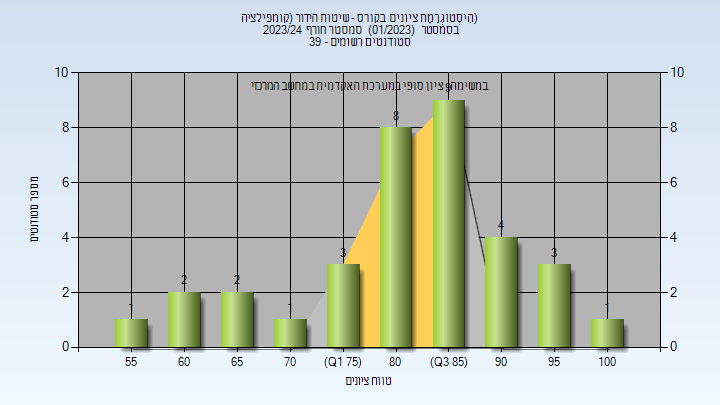 היסטוגרמת ציונים בקורס - שיטות הידור (קומפילציה)
בסמסטר (01/2023) סמסטר חורף 2023/24
סטודנטים רשומים - 39
במשימה: ציון סופי במערכת האקדמית במחשב המרכזי
מספר סטודנטים
10 10
8 8
6 6
4 4
2 2
0 0
1 2 2 1 3 8 9 4 3 1
55 60 65 70 (Q1 75) 80 (Q3 85) 90 95 100
טווח ציונים